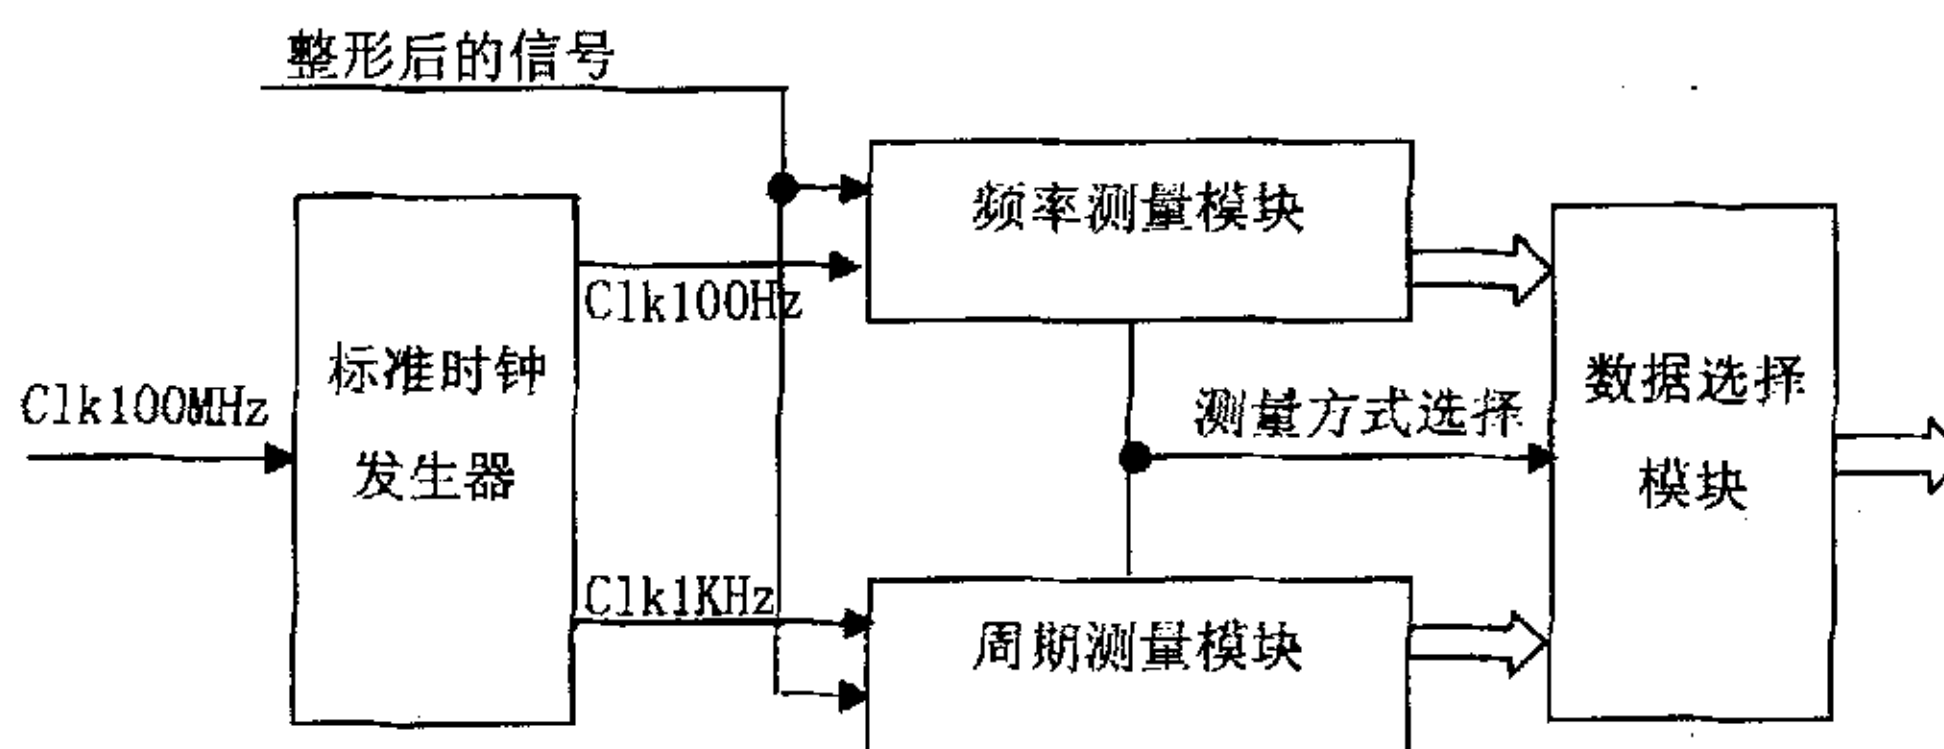 整形后的信号
频率测量模块
Clk100Hz
标准时钟
发生器
Clk100MHz
测量方式选择
数据选择
模块
Clk1KHz
周期测量模块